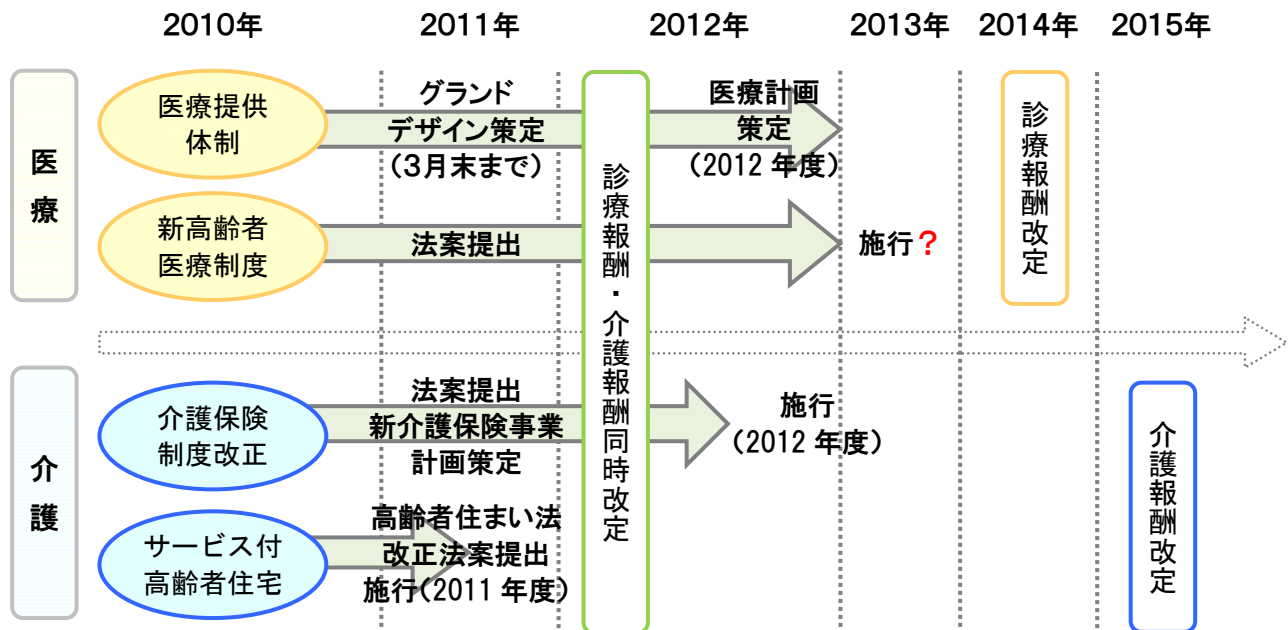 2010年 2011年 2012年 2013年 2014年 2015年
医療
医療提供
体制
グランド
デザイン策定
（3月末まで）
医療計画
策定
（2012 年度）
新高齢者
医療制度
法案提出
施行？
診療報酬・介護報酬同時改定
診療報酬改定
介護
介護保険
制度改正
法案提出
新介護保険事業
計画策定
施行
（2012 年度）
サービス付
高齢者住宅
高齢者住まい法
改正法案提出
施行（2011 年度）
介護報酬改定